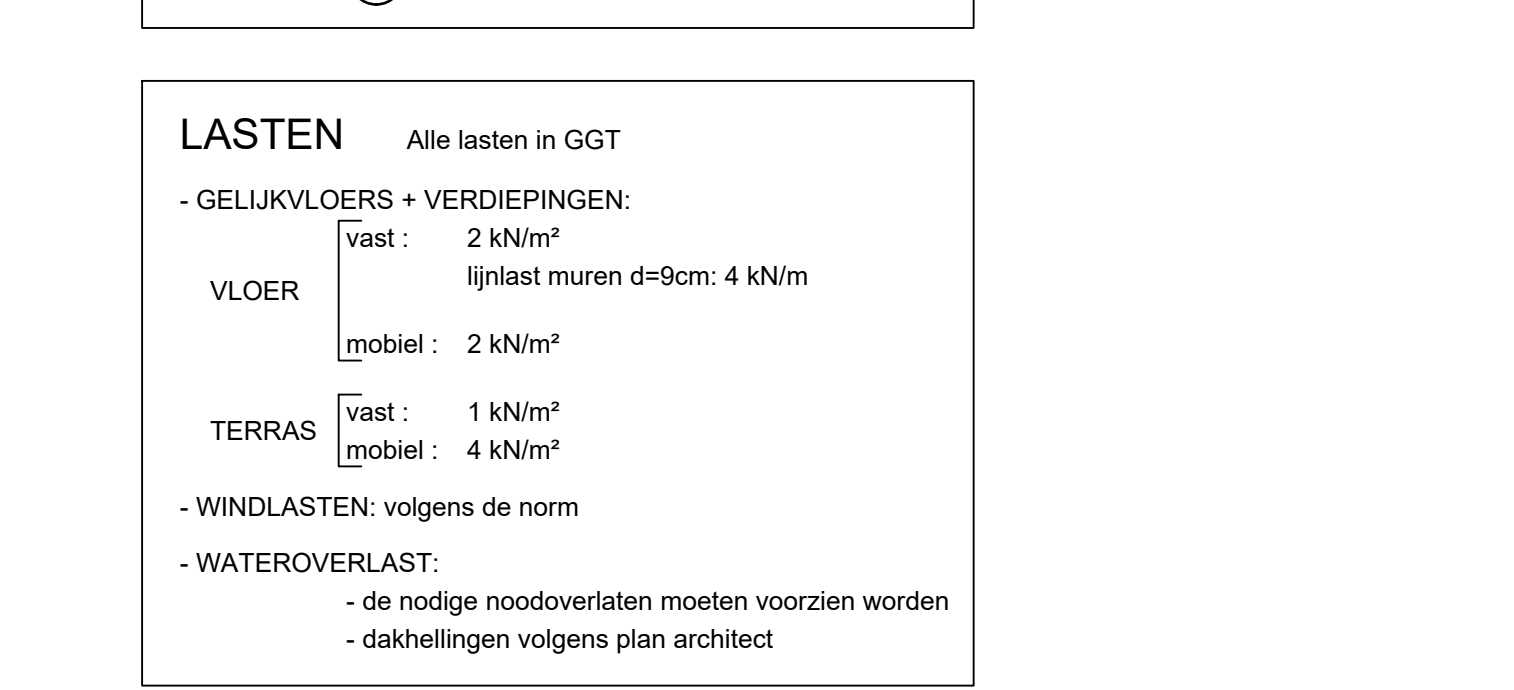 LASTEN Alle lasten in GGT
- GELIJKVLOERS + VERDIEPINGEN:
vast : 2 kN/m²
lijnlast muren d=9cm: 4 kN/m
VLOER
mobiel : 2 kN/m²
vast : 1 kN/m²
TERRAS
mobiel : 4 kN/m²
- WINDLASTEN: volgens de norm
- WATEROVERLAST:
- de nodige noodoverlaten moeten voorzien worden
- dakhellingen volgens plan architect